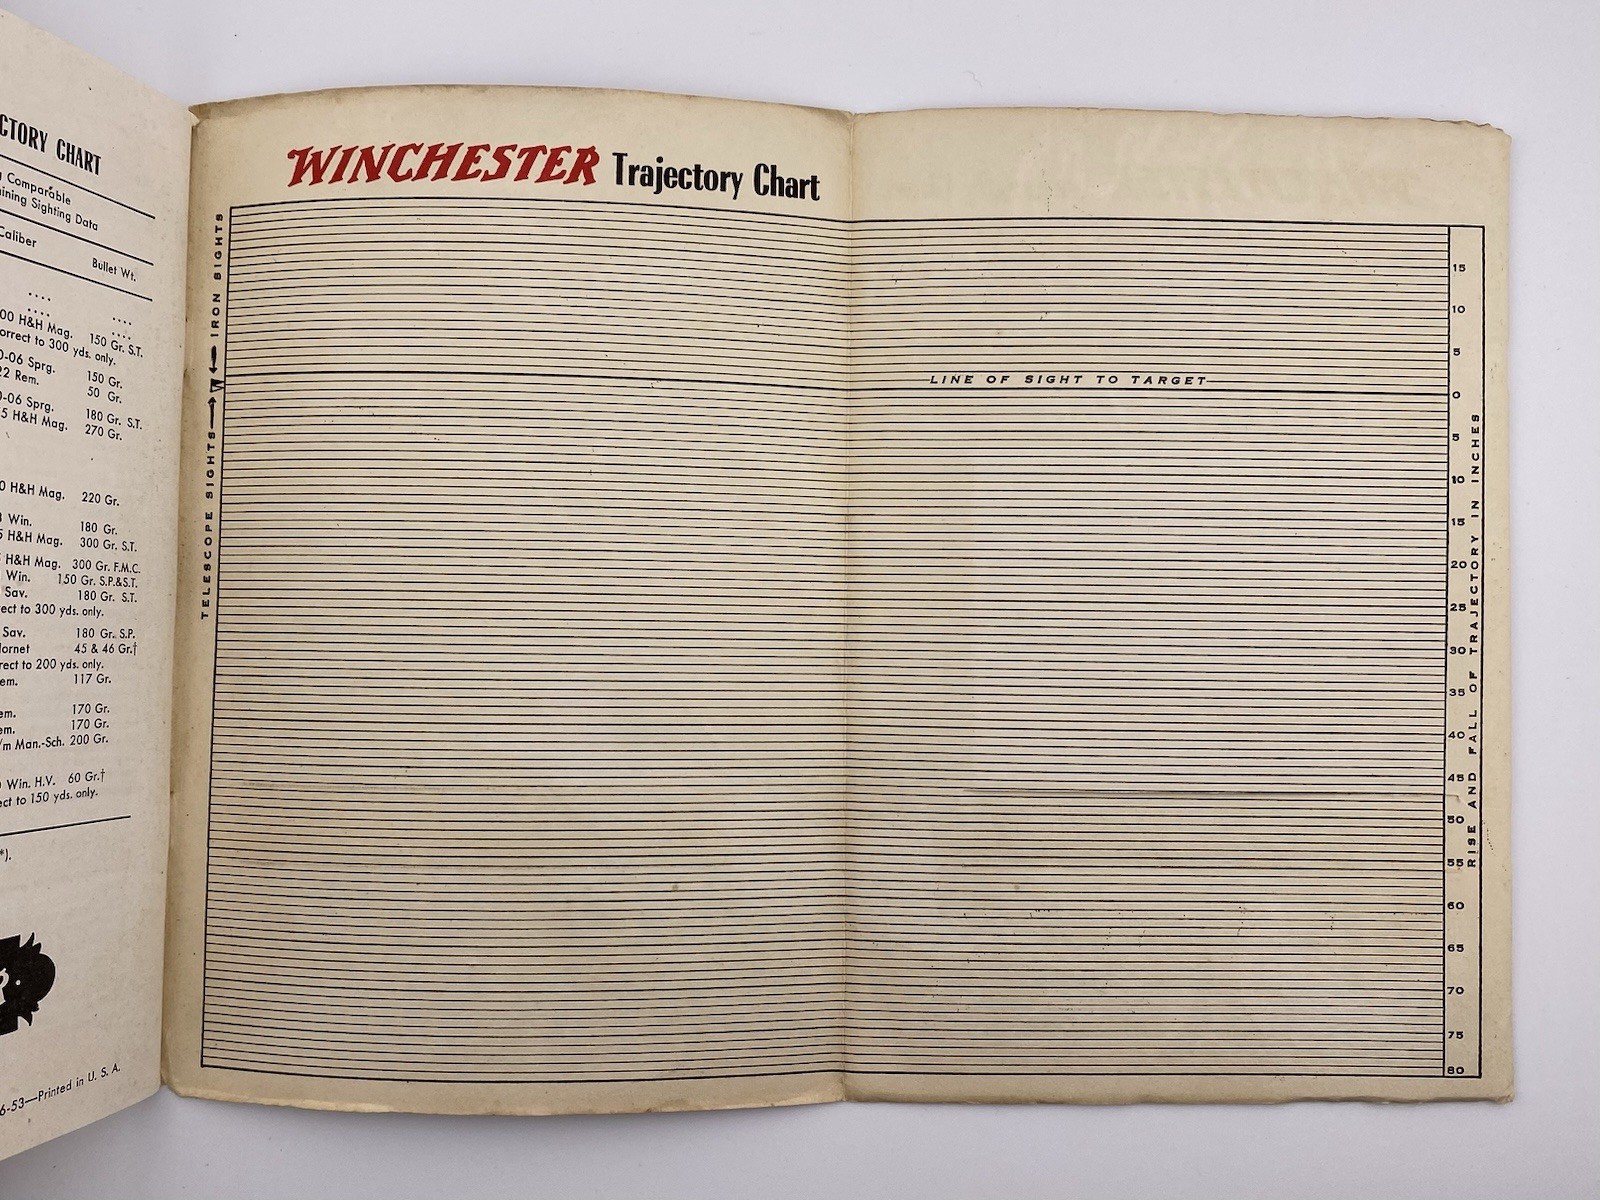 CTORY CHART
Comparable
ining Sighting Data
Caliber
Bullet Wt.
....
....
....
....
00 H&H Mag. 150 Gr. S.T.
orrect to 300 yds. only.
0-06 Sprg. 150 Gr.
22 Rem. 50 Gr.
0-06 Sprg. 180 Gr. S.T.
5 H&H Mag. 270 Gr.
0 H&H Mag. 220 Gr.
Win. 180 Gr.
5 H&H Mag. 300 Gr. S.T.
H&H Mag. 300 Gr. F.M.C.
Win. 150 Gr. S.P.&S.T.
Sav. 180 Gr. S.T.
ect to 300 yds. only.
Sav. 180 Gr. S.P.
ornet 45 & 46 Gr.†
rect to 200 yds. only.
em. 117 Gr.
em. 170 Gr.
em. 170 Gr.
/m Man.-Sch. 200 Gr.
Win. H.V. 60 Gr.†
ect to 150 yds. only.
*).
R.
6-53—Printed in U. S. A.
WINCHESTER Trajectory Chart
IRON SIGHTS
W
TELESCOPE SIGHTS
LINE OF SIGHT TO TARGET
15
10
5
0
5
10
15
20
25
30
35
40
45
50
55
60
65
70
75
80
RISE AND FALL OF TRAJECTORY IN INCHES